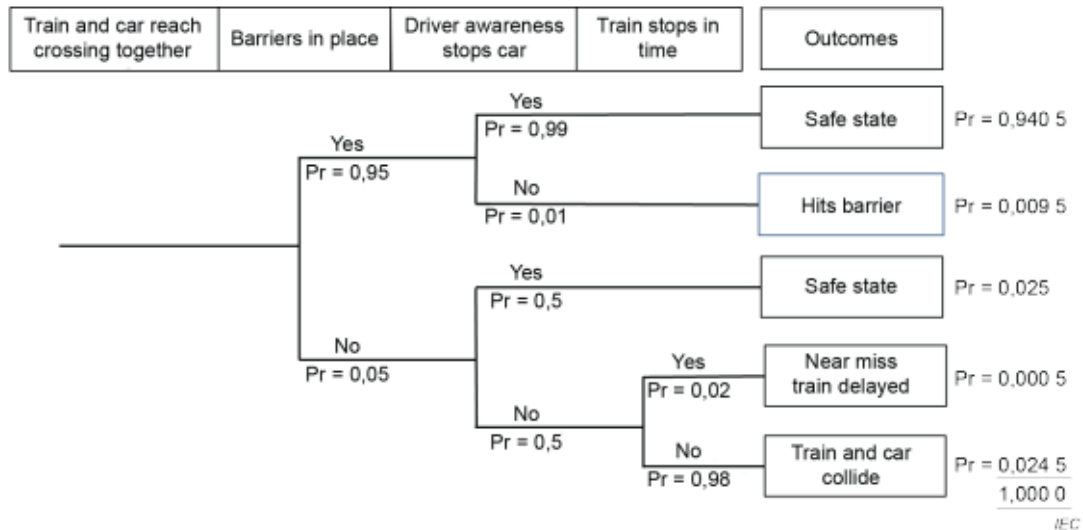 Train and car reach
crossing together
Barriers in place
Driver awareness
stops car
Train stops in
time
Outcomes
Yes
Pr = 0,99
Safe state
Pr = 0,940 5
Yes
Pr = 0,95
No
Pr = 0,01
Hits barrier
Pr = 0,009 5
Yes
Pr = 0,5
Safe state
Pr = 0,025
No
Pr = 0,05
Yes
Pr = 0,02
Near miss
train delayed
Pr = 0,000 5
No
Pr = 0,5
No
Pr = 0,98
Train and car
collide
Pr = 0,024 5
1,000 0
IEC